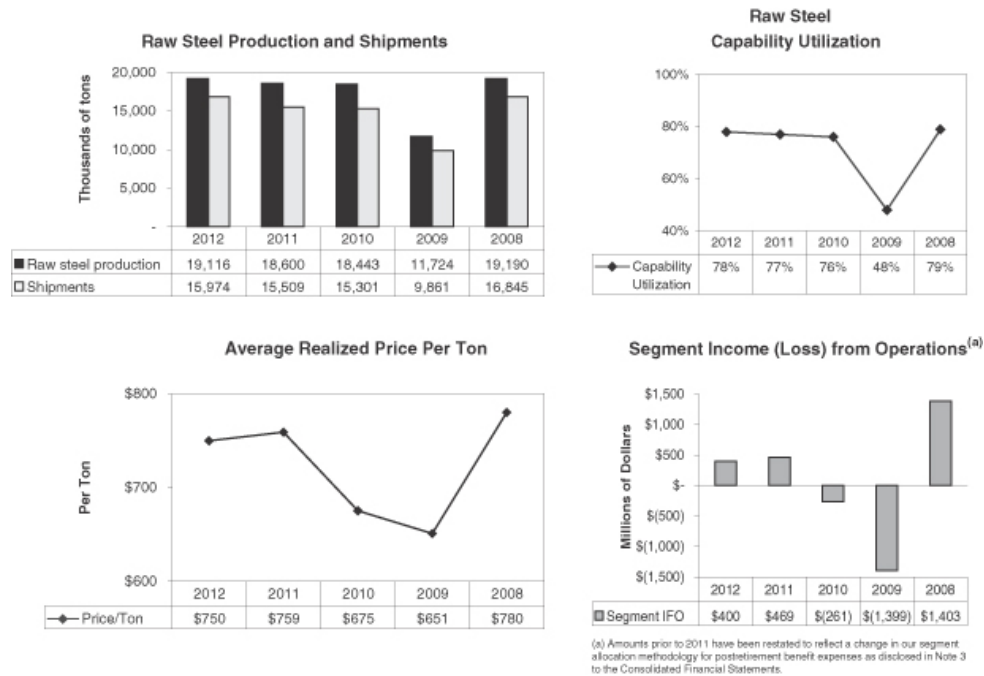 Raw Steel Production and Shipments
Thousands of tons
20,000
15,000
10,000
5,000
-
2012 2011 2010 2009 2008
Raw steel production 19,116 18,600 18,443 11,724 19,190
Shipments 15,974 15,509 15,301 9,861 16,845
Raw Steel
Capability Utilization
100%
80%
60%
40%
2012 2011 2010 2009 2008
Capability Utilization 78% 77% 76% 48% 79%
Average Realized Price Per Ton
Per Ton
$800
$700
$600
2012 2011 2010 2009 2008
Price/Ton $750 $759 $675 $651 $780
Segment Income (Loss) from Operations(a)
Millions of Dollars
$1,500
$1,000
$500
$-
$(500)
$(1,000)
$(1,500)
2012 2011 2010 2009 2008
Segment IFO $400 $469 $(261) $(1,399) $1,403
(a) Amounts prior to 2011 have been restated to reflect a change in our segment
allocation methodology for postretirement benefit expenses as disclosed in Note 3
to the Consolidated Financial Statements.